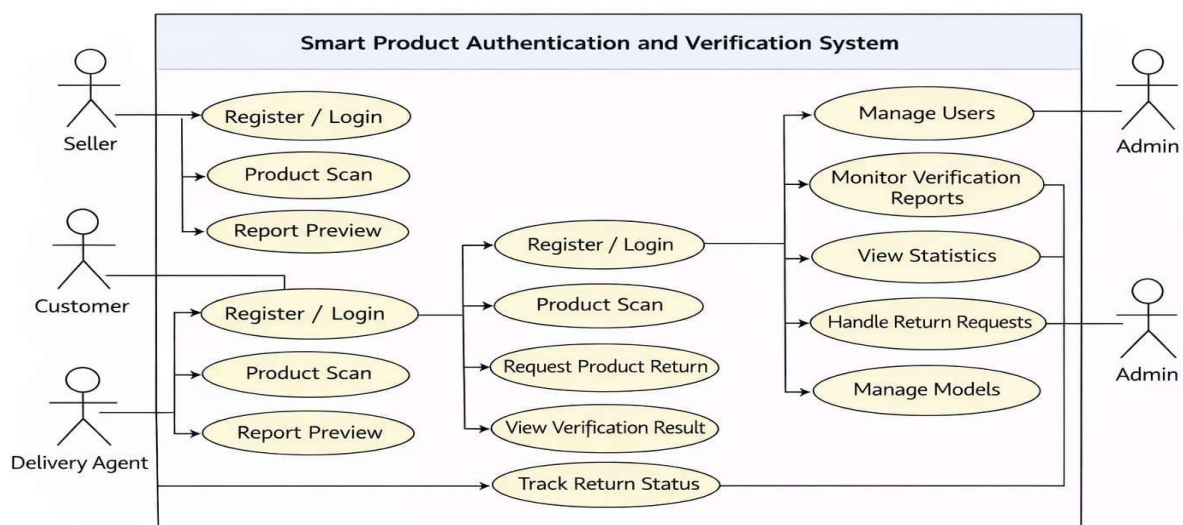 Smart Product Authentication and Verification System
Seller
Customer
Delivery Agent
Register / Login
Product Scan
Report Preview
Register / Login
Product Scan
Report Preview
Register / Login
Product Scan
Request Product Return
View Verification Result
Track Return Status
Manage Users
Monitor Verification
Reports
View Statistics
Handle Return Requests
Manage Models
Admin
Admin